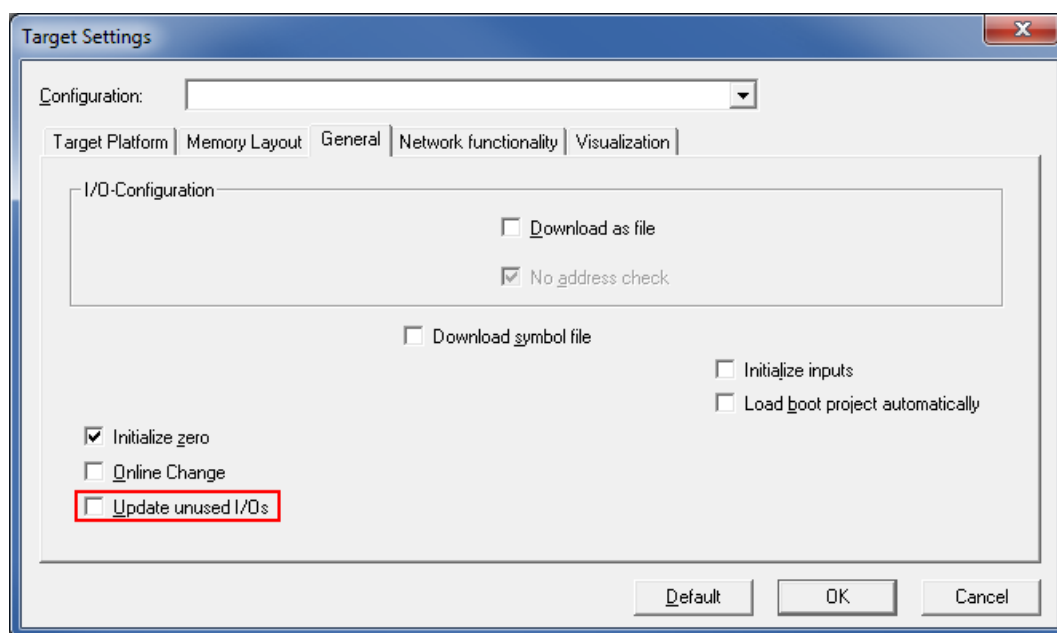 Target Settings
Configuration:
Target Platform Memory Layout General Network functionality Visualization
I/O-Configuration
Download as file
No address check
Download symbol file
Initialize inputs
Load boot project automatically
Initialize zero
Online Change
Update unused I/Os
Default OK Cancel